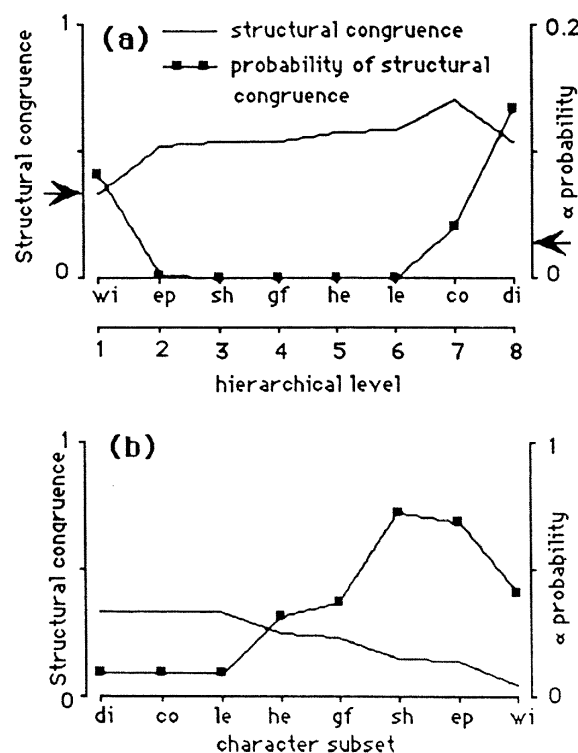 1
(a)
structural congruence
0.2
probability of structural
congruence
Structural congruence
α probability
0
0
wi ep sh gf he le co di
1 2 3 4 5 6 7 8
hierarchical level
1
(b)
1
Structural congruence
α probability
0
0
di co le he gf sh ep wi
character subset